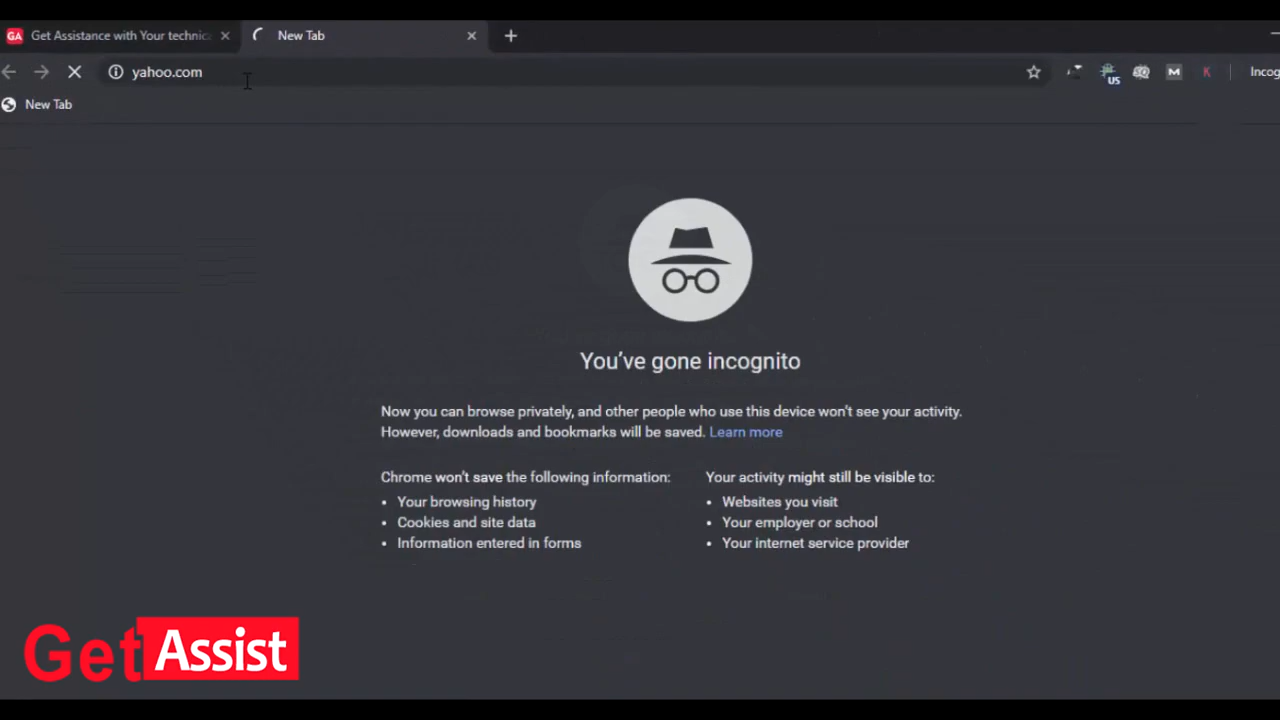 GA Get Assistance with Your technic
New Tab
yahoo.com
US
M
K
Incog
New Tab
You've gone incognito
Now you can browse privately, and other people who use this device won't see your activity.
However, downloads and bookmarks will be saved. Learn more
Chrome won't save the following information:
Your browsing history
Cookies and site data
Information entered in forms
Your activity might still be visible to:
Websites you visit
Your employer or school
Your internet service provider
Get Assist